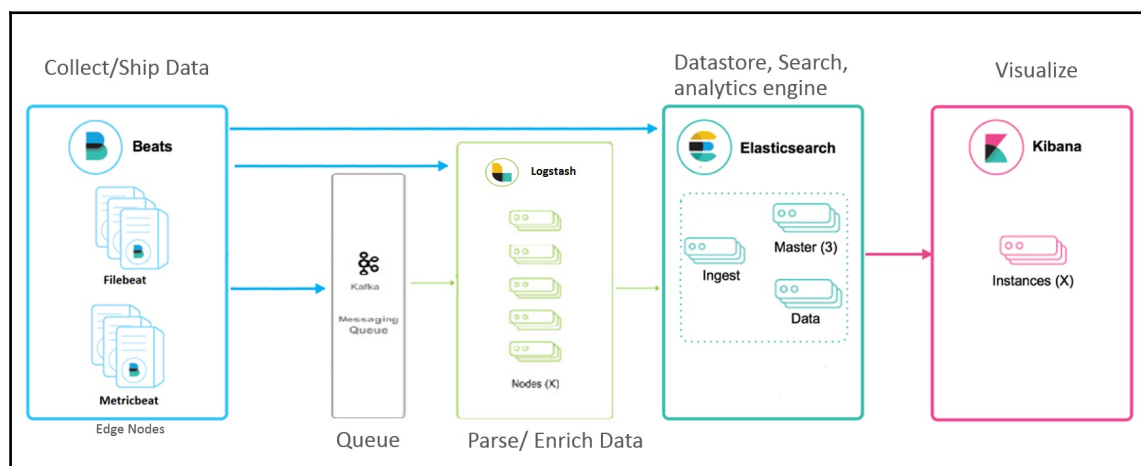 Collect/Ship Data
Beats
Filebeat
Metricbeat
Edge Nodes
Kafka
Messaging
Queue
Queue
Logstash
Nodes (X)
Parse/ Enrich Data
Datastore, Search,
analytics engine
Elasticsearch
Master (3)
Ingest
Data
Visualize
Kibana
Instances (X)